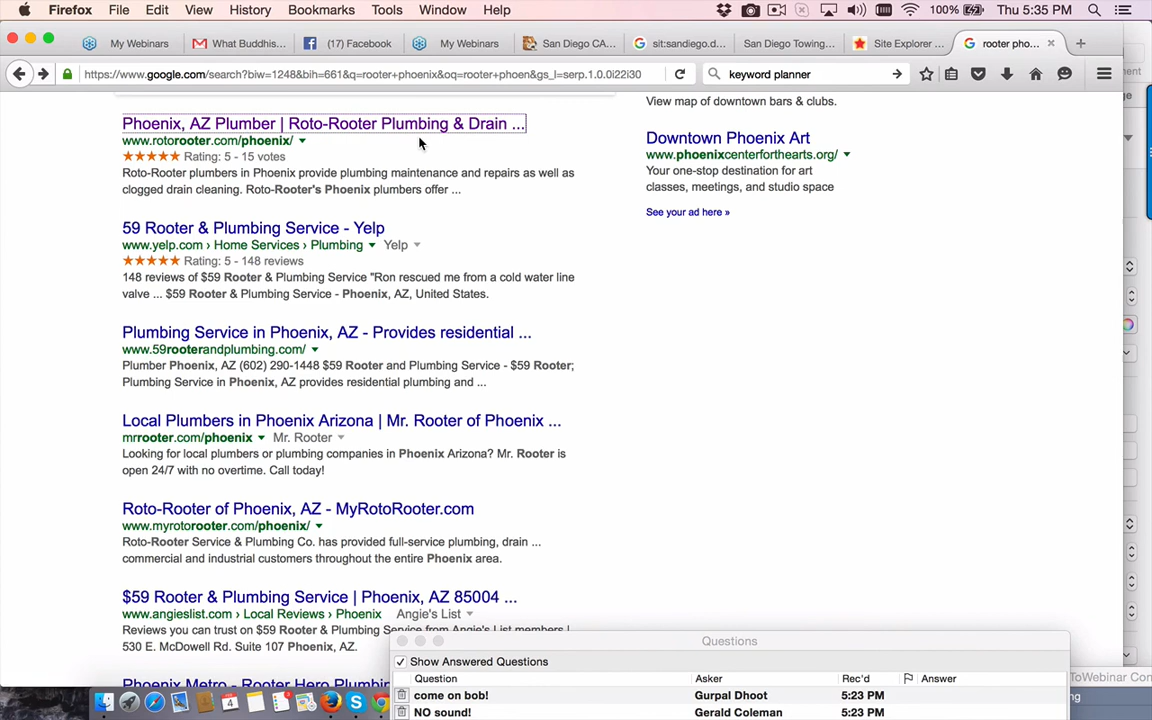 Firefox File Edit View History Bookmarks Tools Window Help 100% Thu 5:35 PM
My Webinars What Buddhis... (17) Facebook My Webinars San Diego CA... sit:sandiego.d... San Diego Towing... Site Explorer ... rooter pho...
https://www.google.com/search?biw=1248&bih=661&q=rooter+phoenix&oq=rooter+phoen&gs_l=serp.1.0.0i22i30 keyword planner
Phoenix, AZ Plumber | Roto-Rooter Plumbing & Drain ...
www.rotorooter.com/phoenix/
Rating: 5 - 15 votes
Roto-Rooter plumbers in Phoenix provide plumbing maintenance and repairs as well as
clogged drain cleaning. Roto-Rooter's Phoenix plumbers offer ...
59 Rooter & Plumbing Service - Yelp
www.yelp.com › Home Services › Plumbing Yelp
Rating: 5 - 148 reviews
148 reviews of $59 Rooter & Plumbing Service "Ron rescued me from a cold water line
valve ... $59 Rooter & Plumbing Service - Phoenix, AZ, United States.
Plumbing Service in Phoenix, AZ - Provides residential ...
www.59rooterandplumbing.com/
Plumber Phoenix, AZ (602) 290-1448 $59 Rooter and Plumbing Service - $59 Rooter;
Plumbing Service in Phoenix, AZ provides residential plumbing and ...
Local Plumbers in Phoenix Arizona | Mr. Rooter of Phoenix ...
mrrooter.com/phoenix Mr. Rooter
Looking for local plumbers or plumbing companies in Phoenix Arizona? Mr. Rooter is
open 24/7 with no overtime. Call today!
Roto-Rooter of Phoenix, AZ - MyRotoRooter.com
www.myrotorooter.com/phoenix/
Roto-Rooter Service & Plumbing Co. has provided full-service plumbing, drain ...
commercial and industrial customers throughout the entire Phoenix area.
$59 Rooter & Plumbing Service | Phoenix, AZ 85004 ...
www.angieslist.com › Local Reviews › Phoenix Angie's List
Reviews you can trust on $59 Rooter & Plumbing Service from Angie's List members |
530 E. McDowell Rd. Suite 107 Phoenix, AZ.
Phoenix Metro - Rooter Hero Plumbing
View map of downtown bars & clubs.
Downtown Phoenix Art
www.phoenixcenterforthearts.org/
Your one-stop destination for art
classes, meetings, and studio space
See your ad here »
Questions
Show Answered Questions
Question Asker Rec'd Answer
come on bob! Gurpal Dhoot 5:23 PM
NO sound! Gerald Coleman 5:23 PM
ToWebinar Con